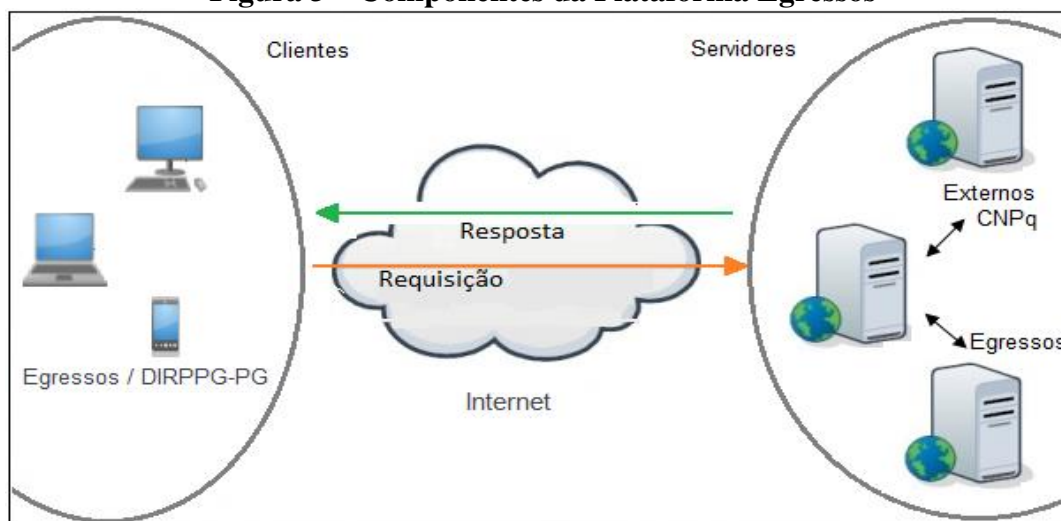 Clientes
Servidores
Externos
CNPq
Resposta
Requisição
Egressos
Egressos / DIRPPG-PG
Internet